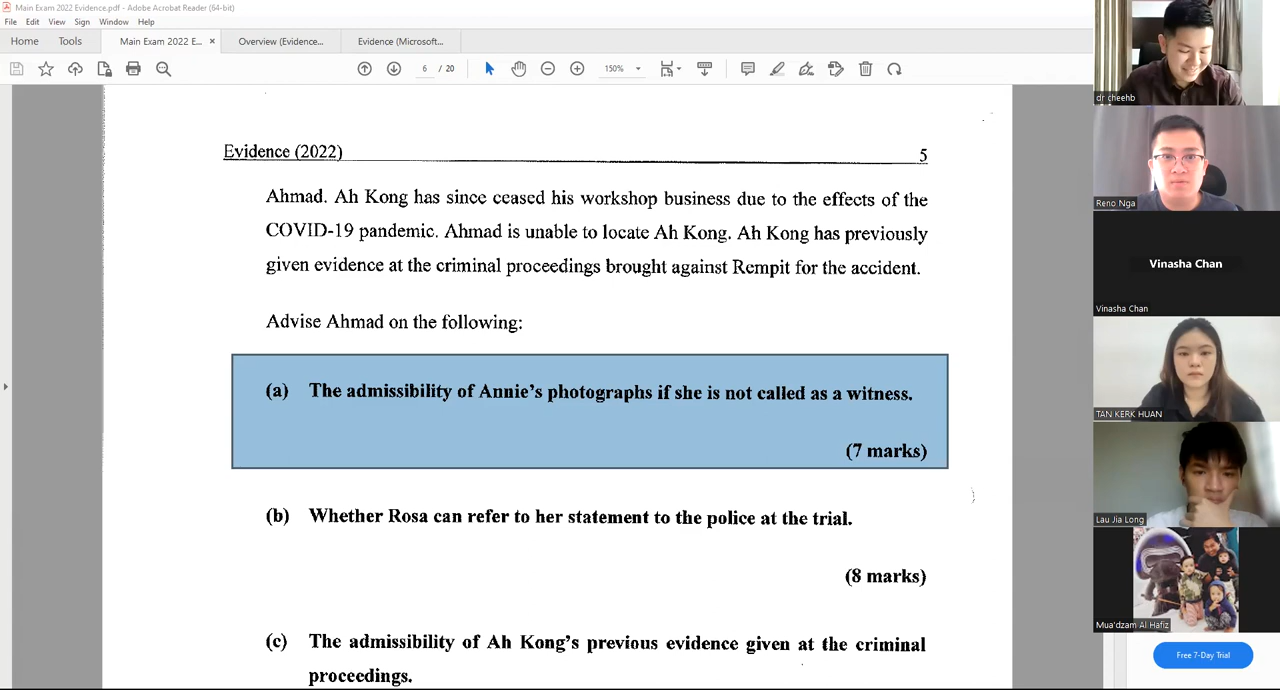 Main Exam 2022 Evidence.pdf - Adobe Acrobat Reader (64-bit)
File Edit View Sign Window Help
Home Tools Main Exam 2022 E... × Overview (Evidence... Evidence (Microsoft...
6 / 20 150%
Evidence (2022) 5
Ahmad. Ah Kong has since ceased his workshop business due to the effects of the
COVID-19 pandemic. Ahmad is unable to locate Ah Kong. Ah Kong has previously
given evidence at the criminal proceedings brought against Rempit for the accident.
Advise Ahmad on the following:
(a) The admissibility of Annie's photographs if she is not called as a witness.
(7 marks)
(b) Whether Rosa can refer to her statement to the police at the trial.
(8 marks)
(c) The admissibility of Ah Kong's previous evidence given at the criminal
proceedings.
dr cheehb
Reno Nga
Vinasha Chan
Vinasha Chan
TAN KERK HUAN
Lau Jia Long
Mua'dzam Al Hafiz
Free 7-Day Trial